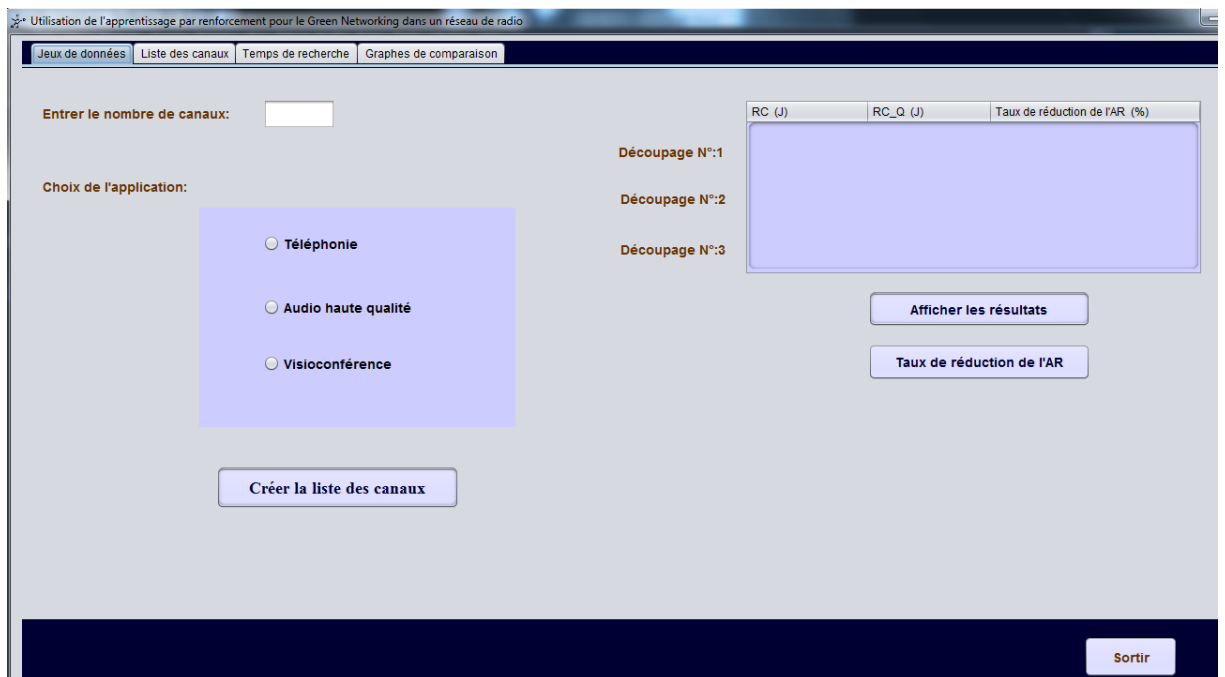 Utilisation de l'apprentissage par renforcement pour le Green Networking dans un réseau de radio
Jeux de données Liste des canaux Temps de recherche Graphes de comparaison
Entrer le nombre de canaux:
Choix de l'application:
Téléphonie
Audio haute qualité
Visioconférence
Créer la liste des canaux
RC (J) RC_Q (J) Taux de réduction de l'AR (%)
Découpage N°:1
Découpage N°:2
Découpage N°:3
Afficher les résultats
Taux de réduction de l'AR
Sortir